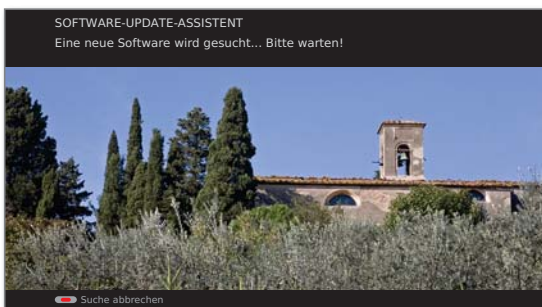 SOFTWARE-UPDATE-ASSISTENT
Eine neue Software wird gesucht... Bitte warten!
Suche abbrechen